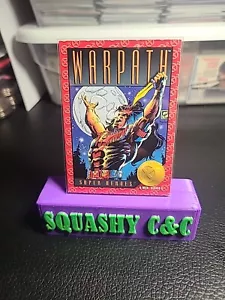 WARPATH
SUPER HEROES
SQUASHY C&C